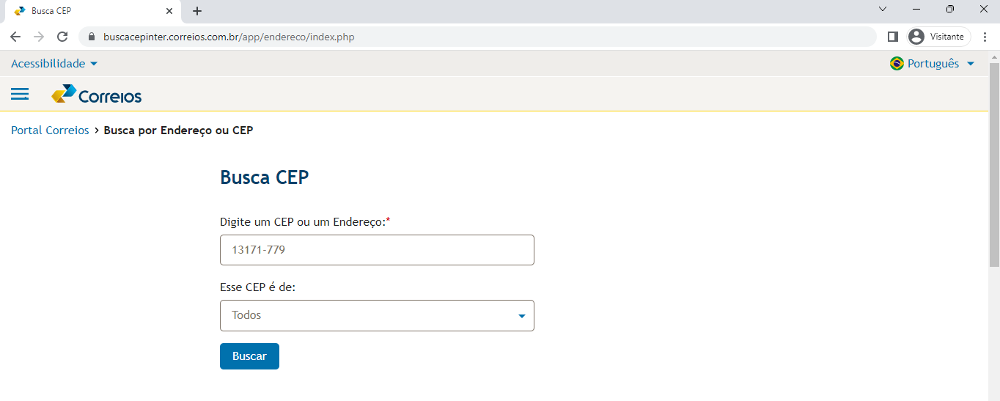 Busca CEP
buscacepinter.correios.com.br/app/endereco/index.php
Visitante
Acessibilidade
Português
Correios
Portal Correios > Busca por Endereço ou CEP
Busca CEP
Digite um CEP ou um Endereço:*
13171-779
Esse CEP é de:
Todos
Buscar